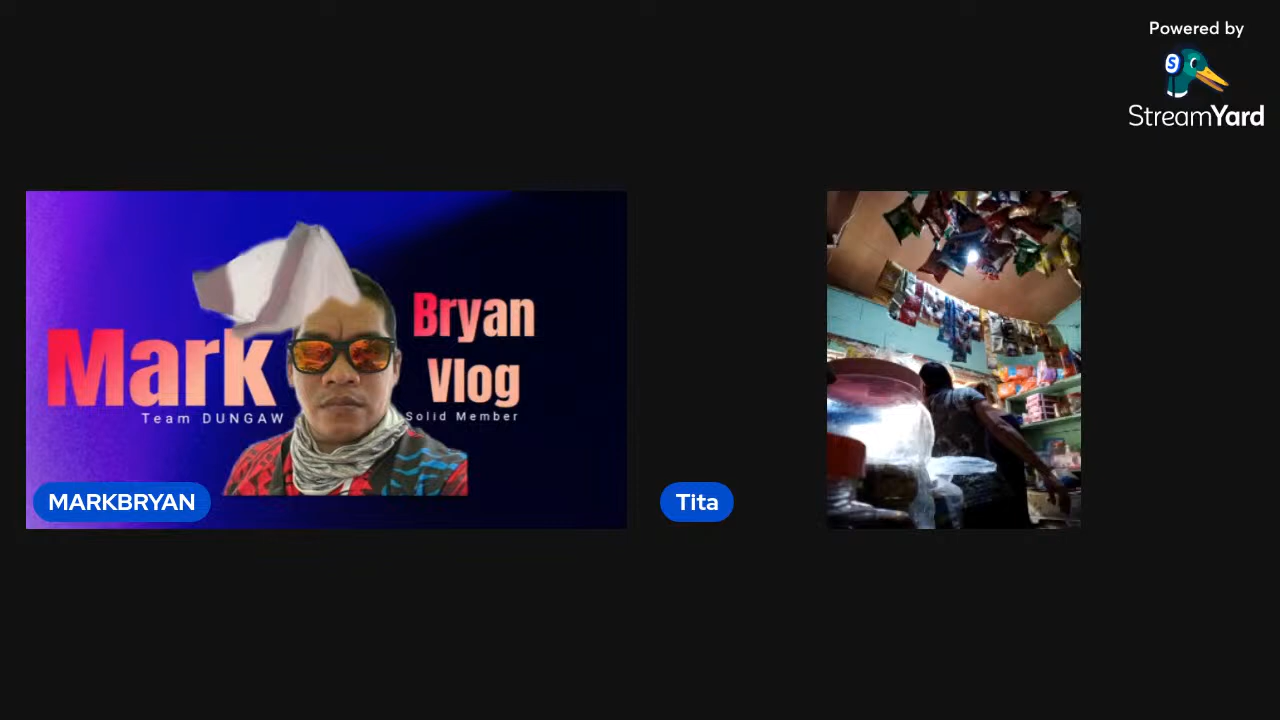 Powered by
S
StreamYard
Mark
Bryan
Vlog
Team DUNGAW
Solid Member
MARKBRYAN
Tita